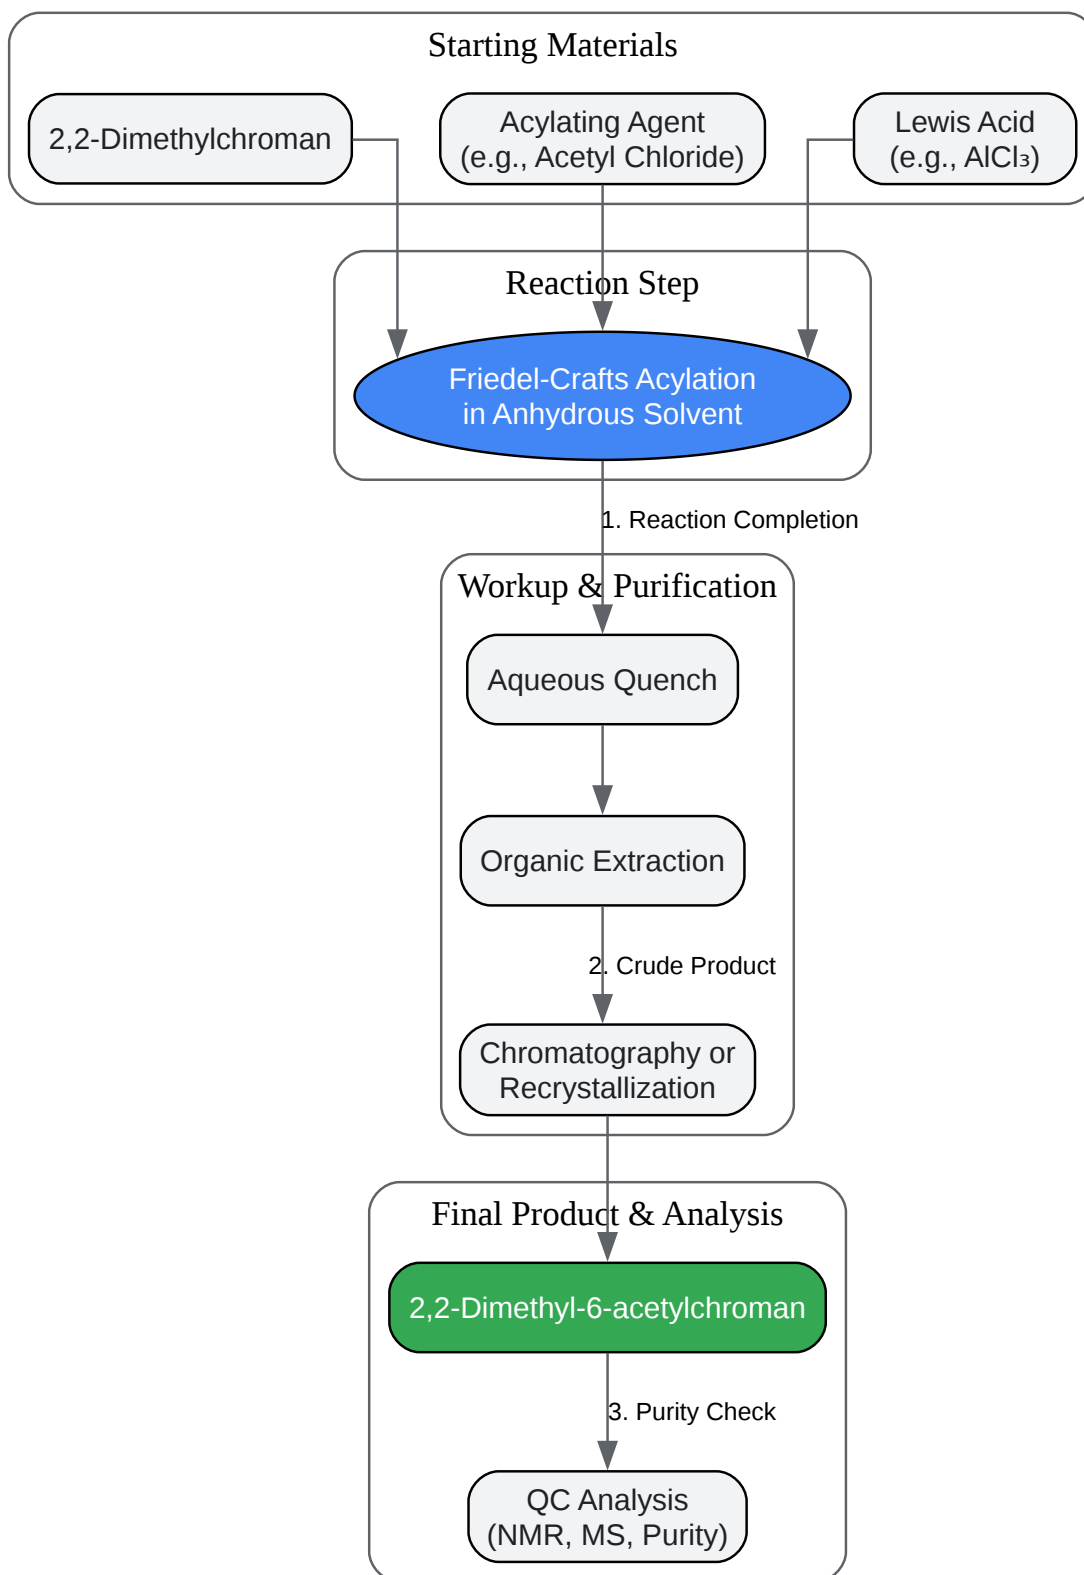 Starting Materials
2,2-Dimethylchroman
Acylating Agent
(e.g., Acetyl Chloride)
Lewis Acid
(e.g., AlCl₃)
Reaction Step
Friedel-Crafts Acylation
in Anhydrous Solvent
1. Reaction Completion
Workup & Purification
Aqueous Quench
Organic Extraction
2. Crude Product
Chromatography or
Recrystallization
Final Product & Analysis
2,2-Dimethyl-6-acetylchroman
3. Purity Check
QC Analysis
(NMR, MS, Purity)